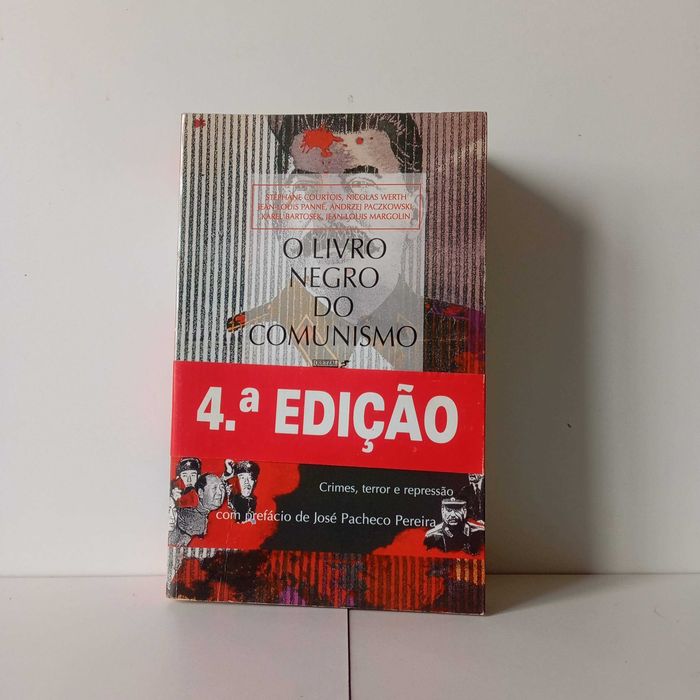 STÉPHANE COURTOIS, NICOLAS WERTH
JEAN-LOUIS PANNÉ, ANDRZEJ PACZKOWSKI,
KAREL BARTOSEK, JEAN-LOUIS MARGOLIN
O LIVRO
NEGRO
DO
COMUNISMO
QUETZAL
4.ª EDIÇÃO
Crimes, terror e repressão
com prefácio de José Pacheco Pereira